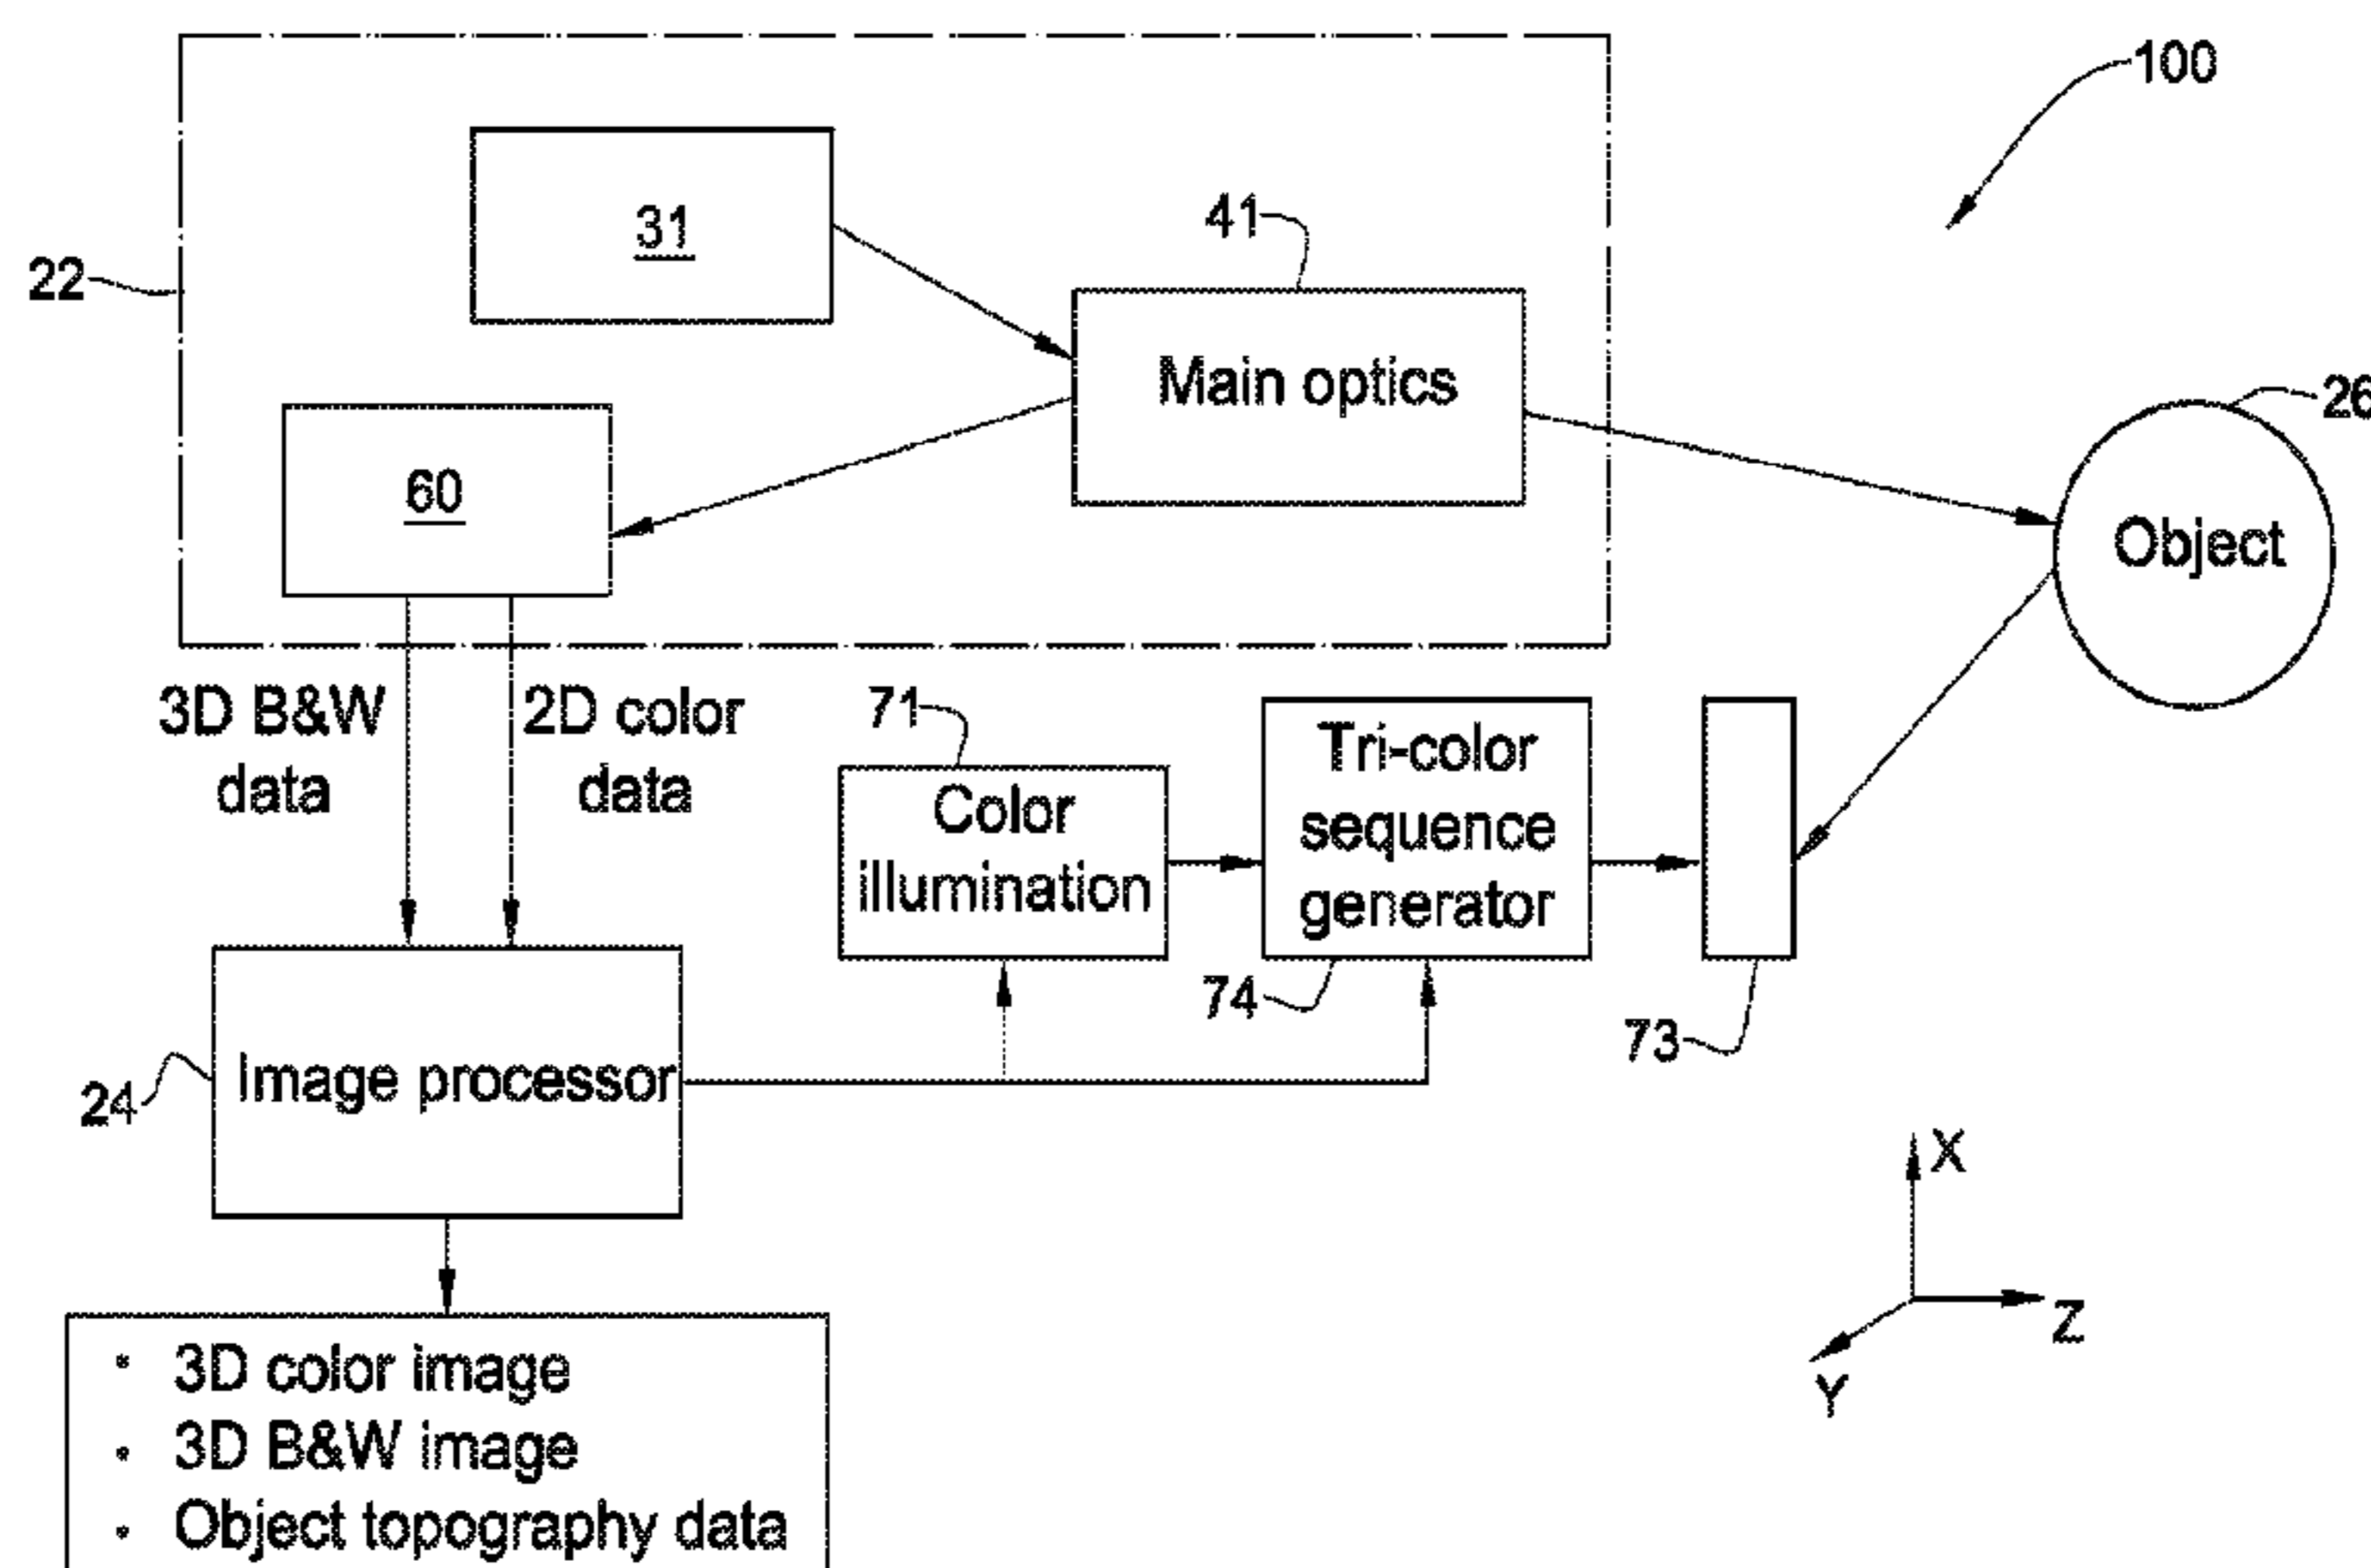 100
31
41
22
Main optics
26
60
Object
3D B&W
data
2D color
data
71
Color
illumination
Tri-color
sequence
generator
74
73
24
Image processor
X
Z
Y
• 3D color image
• 3D B&W image
• Object topography data